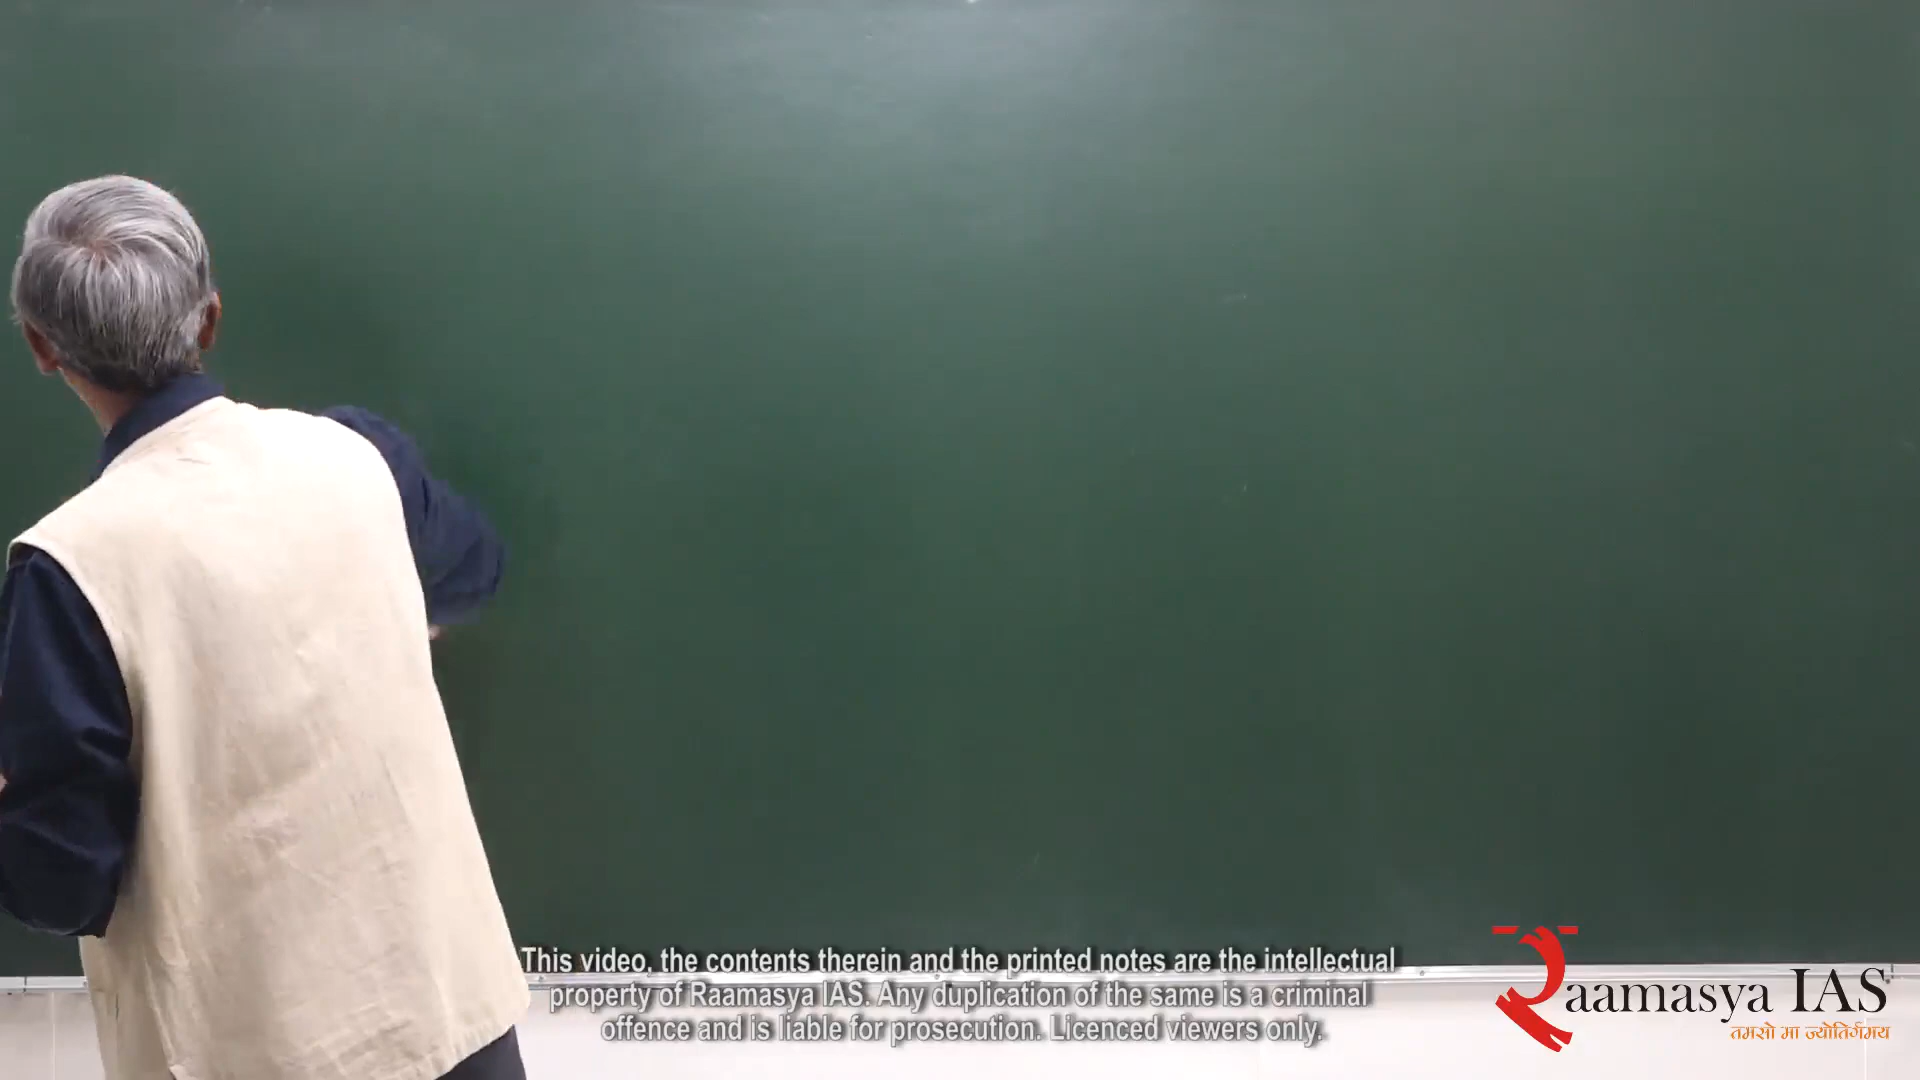 This video, the contents therein and the printed notes are the intellectual
property of Raamasya IAS. Any duplication of the same is a criminal
offence and is liable for prosecution. Licenced viewers only.
Raamasya IAS
तमसो मा ज्योतिर्गमय